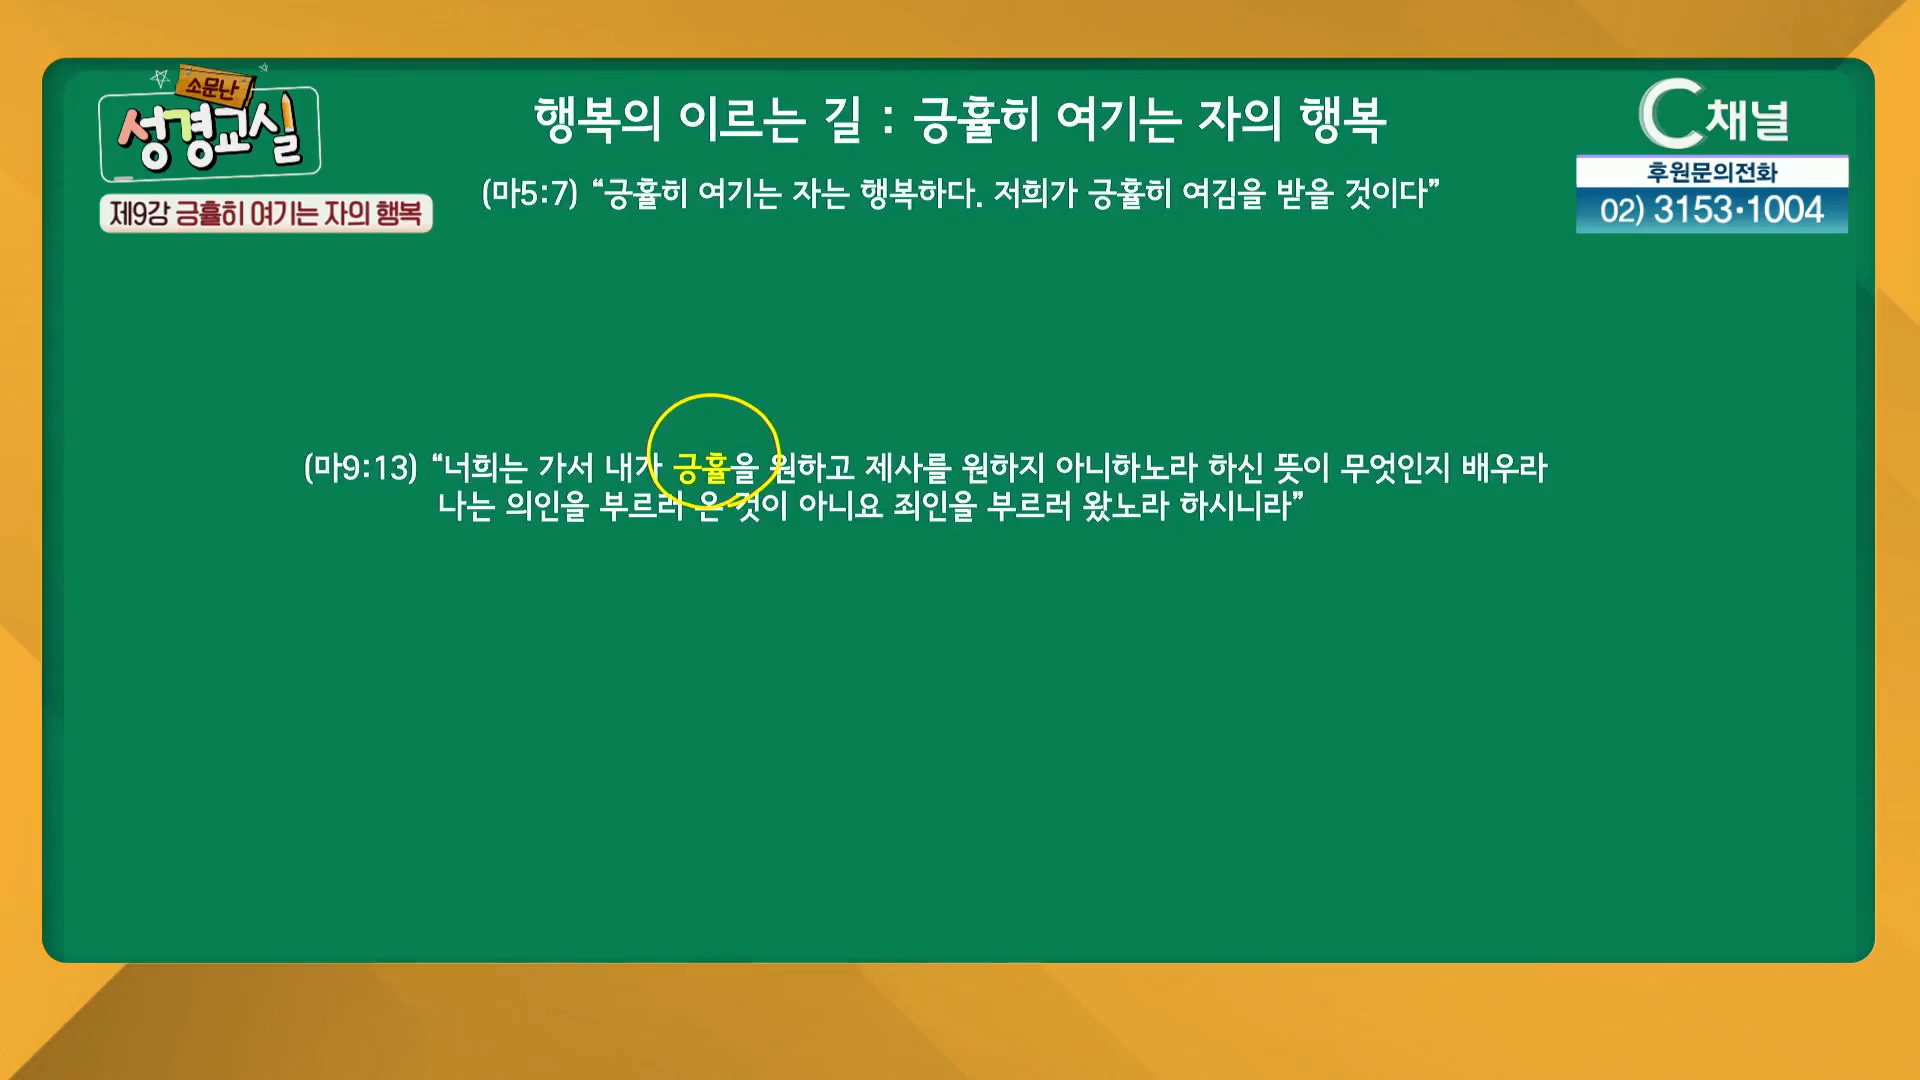 소문난
성경교실
제9강 긍휼히 여기는 자의 행복
행복의 이르는 길 : 긍휼히 여기는 자의 행복
(마5:7) “긍휼히 여기는 자는 행복하다. 저희가 긍휼히 여김을 받을 것이다”
C채널
후원문의전화
02) 3153·1004
(마9:13) “너희는 가서 내가 긍휼을 원하고 제사를 원하지 아니하노라 하신 뜻이 무엇인지 배우라
나는 의인을 부르러 온 것이 아니요 죄인을 부르러 왔노라 하시니라”